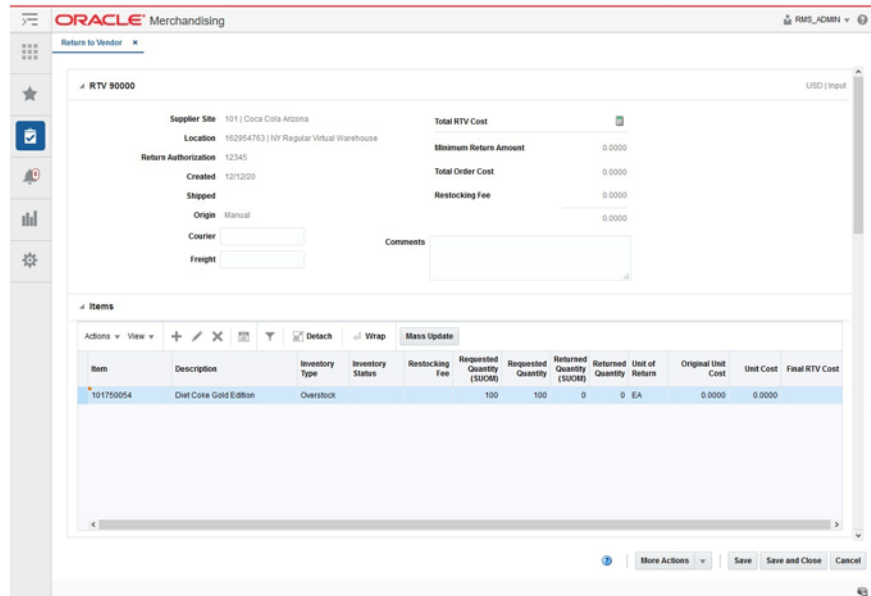 ORACLE® Merchandising
RMS_ADMIN
Return to Vendor ×
RTV 90000
USD | Input
Supplier Site 101 | Coca Cola Arizona
Location 162954763 | NY Regular Virtual Warehouse
Return Authorization 12345
Created 12/12/20
Shipped
Origin Manual
Courier
Freight
Total RTV Cost
Minimum Return Amount 0.0000
Total Order Cost 0.0000
Restocking Fee 0.0000
0.0000
Comments
Items
Actions View Detach Wrap Mass Update
Item Description Inventory Type Inventory Status Restocking Fee Requested Quantity (SUOM) Requested Quantity Returned Quantity (SUOM) Returned Quantity Unit of Return Original Unit Cost Unit Cost Final RTV Cost
101750054 Diet Coke Gold Edition Overstock 100 100 0 0 EA 0.0000 0.0000
More Actions Save Save and Close Cancel